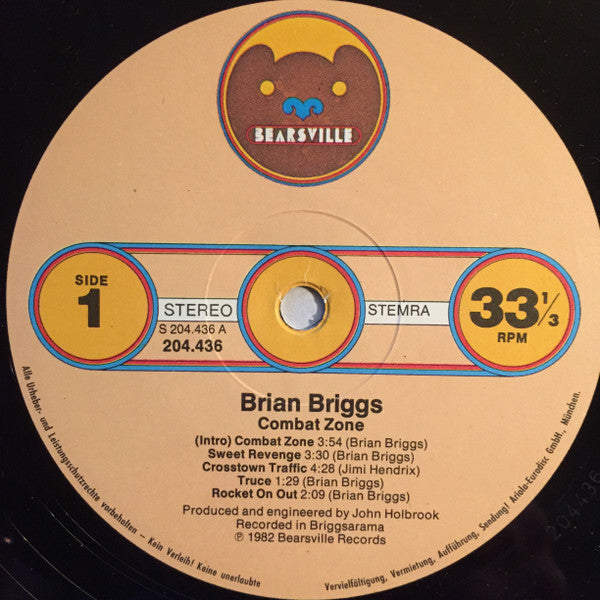 BEARSVILLE
SIDE
1
STEREO
S 204.436 A
204.436
STEMRA
33 1/3
RPM
Brian Briggs
Combat Zone
(Intro) Combat Zone 3:54 (Brian Briggs)
Sweet Revenge 3:30 (Brian Briggs)
Crosstown Traffic 4:28 (Jimi Hendrix)
Truce 1:29 (Brian Briggs)
Rocket On Out 2:09 (Brian Briggs)
Produced and engineered by John Holbrook
Recorded in Briggsarama
℗ 1982 Bearsville Records
Alle Urheber- und Leistungsschutzrechte vorbehalten – Kein Verleih! Keine unerlaubte Vervielfältigung, Vermietung, Aufführung, Sendung! Ariola-Eurodisc GmbH., München.
204436